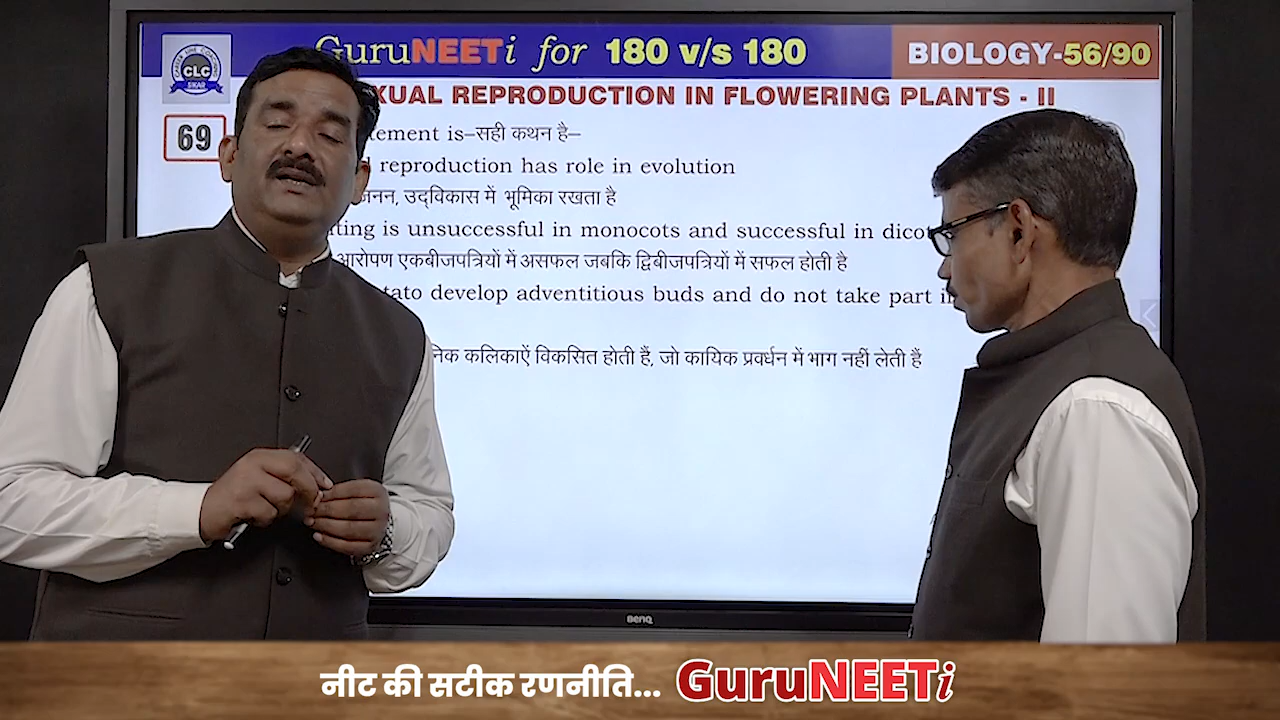 GuruNEETi for 180 v/s 180
BIOLOGY-56/90
CLC
SIKAR
XUAL REPRODUCTION IN FLOWERING PLANTS - II
69
tement is–सही कथन है–
reproduction has role in evolution
जनन, उद्‌विकास में भूमिका रखता है
ting is unsuccessful in monocots and successful in dicot
आरोपण एकबीजपत्रियों में असफल जबकि द्विबीजपत्रियों में सफल होती है
tato develop adventitious buds and do not take part in
निक कलिकाऐं विकसित होती हैं, जो कायिक प्रवर्धन में भाग नहीं लेती हैं
BenQ
नीट की सटीक रणनीति... GuruNEETi